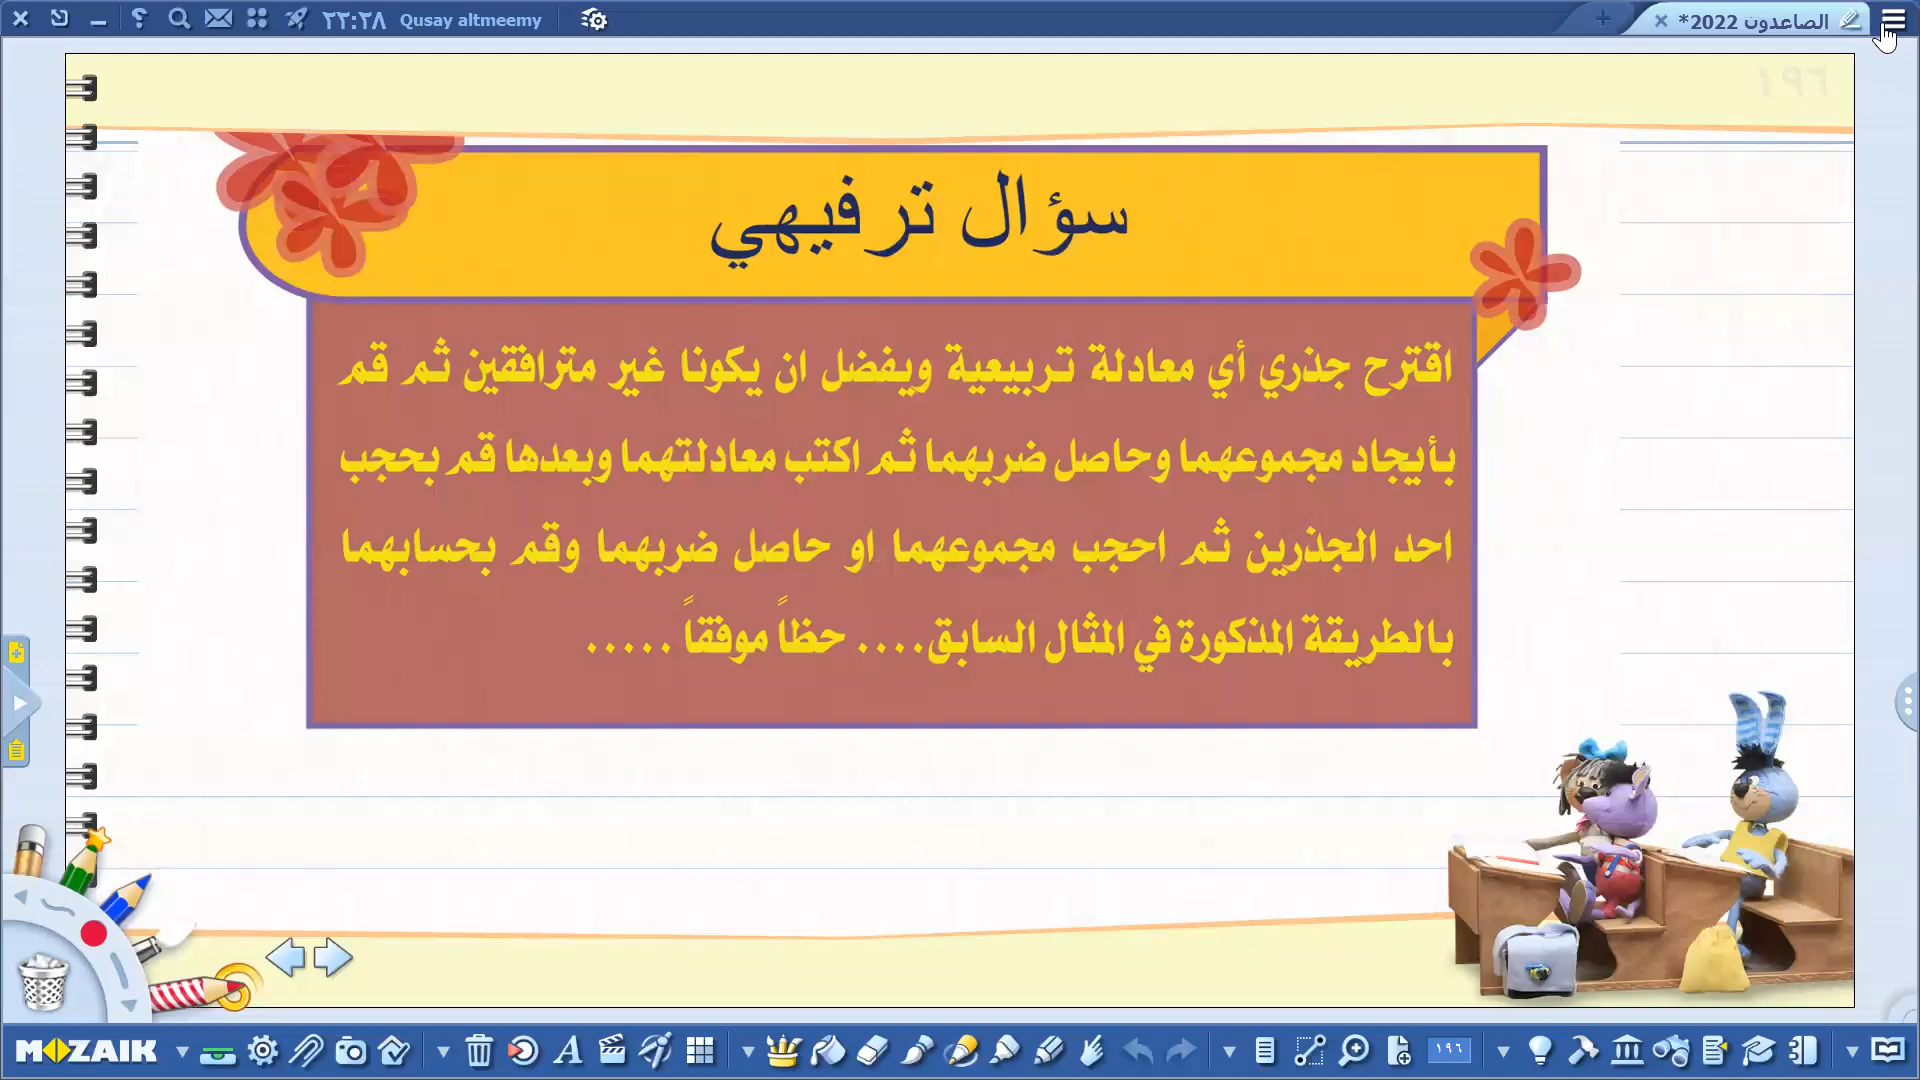 ٢٢:٢٨
Qusay altmeemy
الصاعدون 2022*
١٩٦
سؤال ترفيهي
اقترح جذري أي معادلة تربيعية ويفضل ان يكونا غير مترافقين ثم قم
بأيجاد مجموعهما وحاصل ضربهما ثم اكتب معادلتهما وبعدها قم بحجب
احد الجذرين ثم احجب مجموعهما او حاصل ضربهما وقم بحسابهما
بالطريقة المذكورة في المثال السابق.... حظاً موفقاً .....
MOZAIK
١٩٦